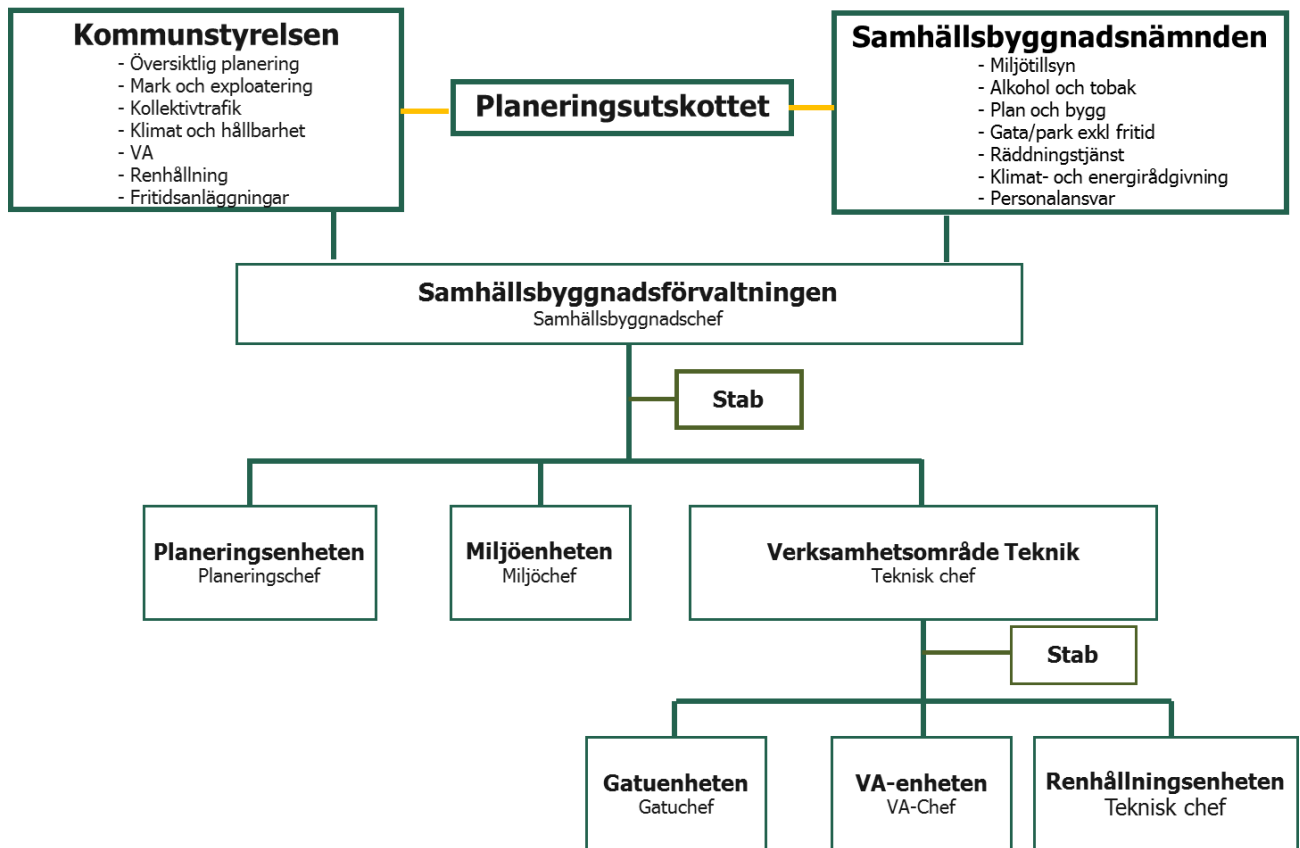 Kommunstyrelsen
- Översiktlig planering
- Mark och exploatering
- Kollektivtrafik
- Klimat och hållbarhet
- VA
- Renhållning
- Fritidsanläggningar
Planeringsutskottet
Samhällsbyggnadsnämnden
- Miljötillsyn
- Alkohol och tobak
- Plan och bygg
- Gata/park exkl fritid
- Räddningstjänst
- Klimat- och energirådgivning
- Personalansvar
Samhällsbyggnadsförvaltningen
Samhällsbyggnadschef
Stab
Planeringsenheten
Planeringschef
Miljöenheten
Miljöchef
Verksamhetsområde Teknik
Teknisk chef
Stab
Gatuenheten
Gatuchef
VA-enheten
VA-Chef
Renhållningsenheten
Teknisk chef